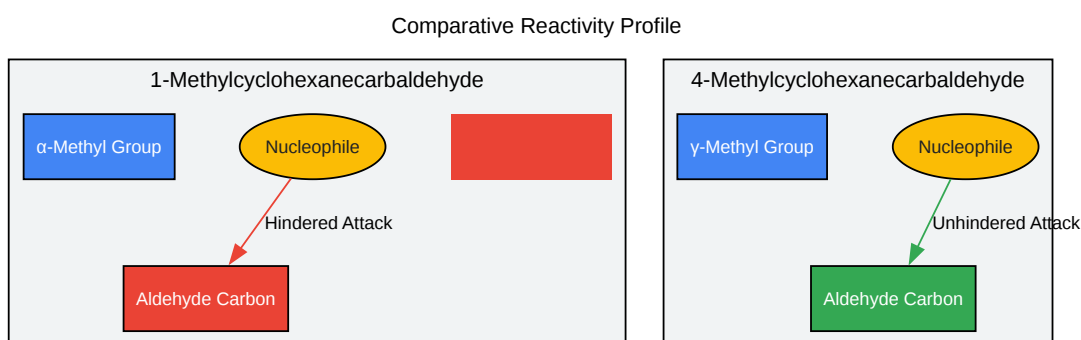 Comparative Reactivity Profile
1-Methylcyclohexanecarbaldehyde
α-Methyl Group
Nucleophile
Hindered Attack
Aldehyde Carbon
4-Methylcyclohexanecarbaldehyde
γ-Methyl Group
Nucleophile
Unhindered Attack
Aldehyde Carbon